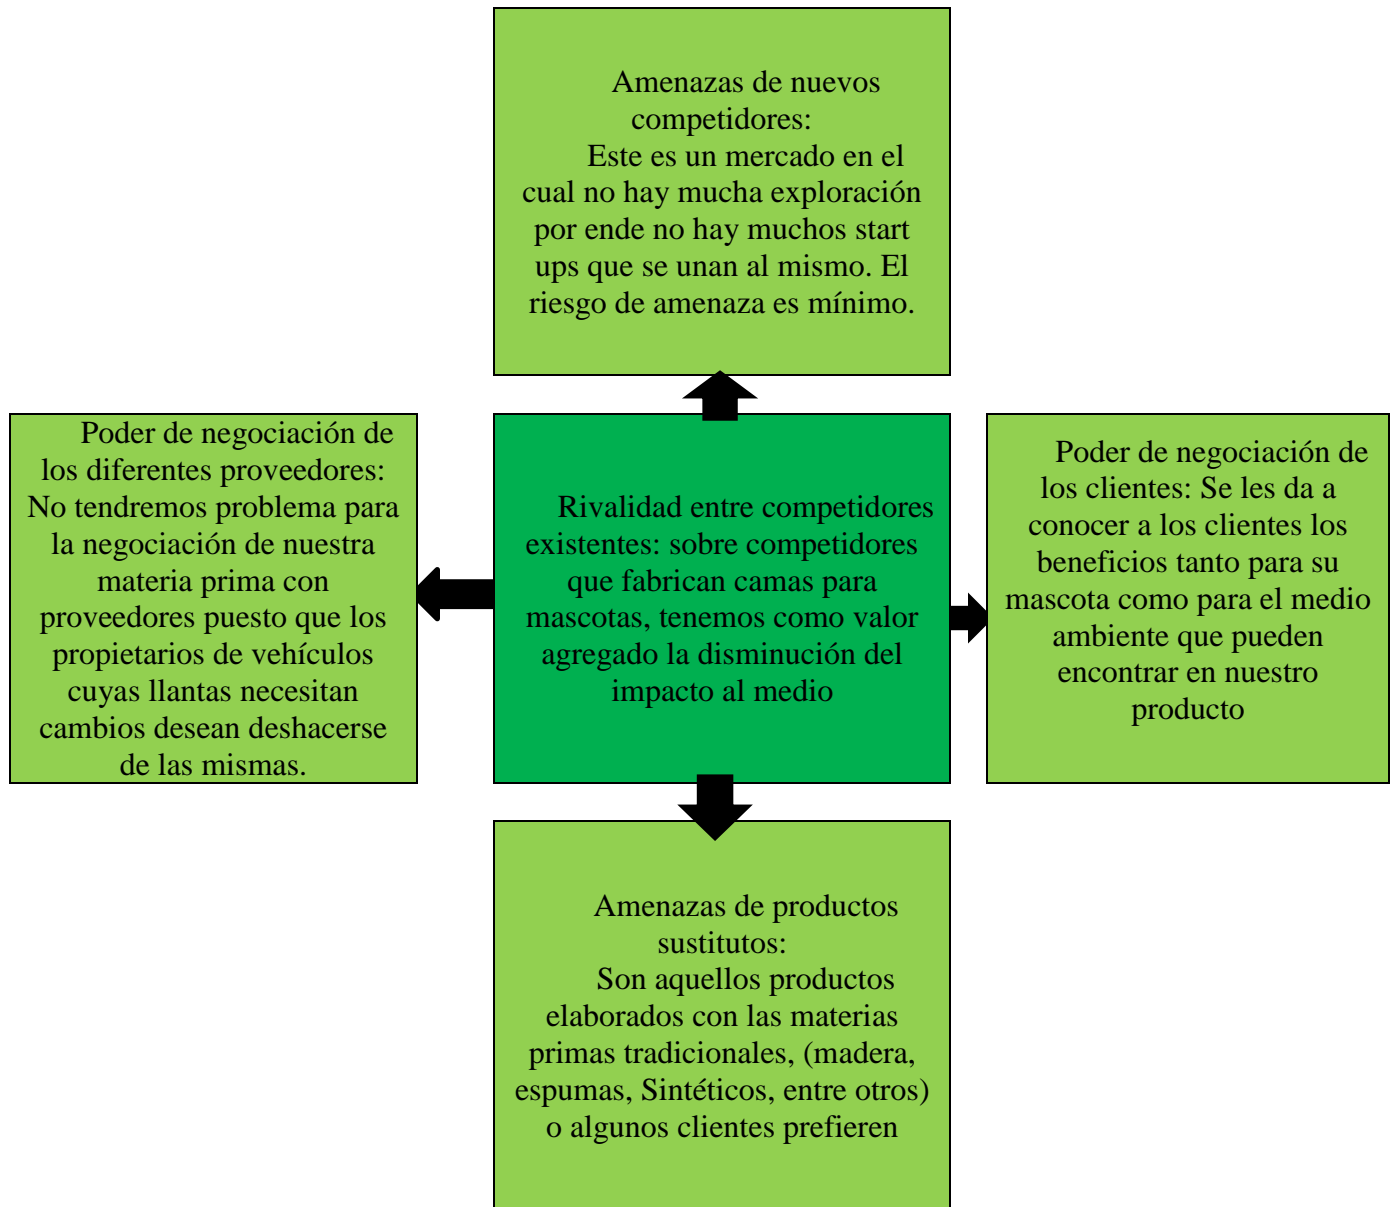 Amenazas de nuevos
competidores:
Este es un mercado en el
cual no hay mucha exploración
por ende no hay muchos start
ups que se unan al mismo. El
riesgo de amenaza es mínimo.
Poder de negociación de
los diferentes proveedores:
No tendremos problema para
la negociación de nuestra
materia prima con
proveedores puesto que los
propietarios de vehículos
cuyas llantas necesitan
cambios desean deshacerse
de las mismas.
Rivalidad entre competidores
existentes: sobre competidores
que fabrican camas para
mascotas, tenemos como valor
agregado la disminución del
impacto al medio
Poder de negociación de
los clientes: Se les da a
conocer a los clientes los
beneficios tanto para su
mascota como para el medio
ambiente que pueden
encontrar en nuestro
producto
Amenazas de productos
sustitutos:
Son aquellos productos
elaborados con las materias
primas tradicionales, (madera,
espumas, Sintéticos, entre otros)
o algunos clientes prefieren